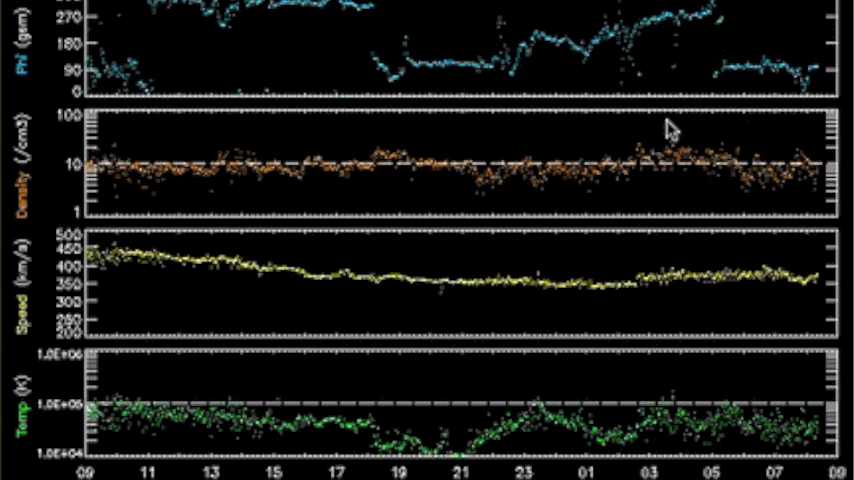 270
180
90
0
Phi (gsm)
100
10
1
Density (/cm3)
500
450
400
350
300
200
Speed (km/s)
1.0E+06
1.0E+05
1.0E+04
Temp (K)
09 11 13 15 17 19 21 23 01 03 05 07 09